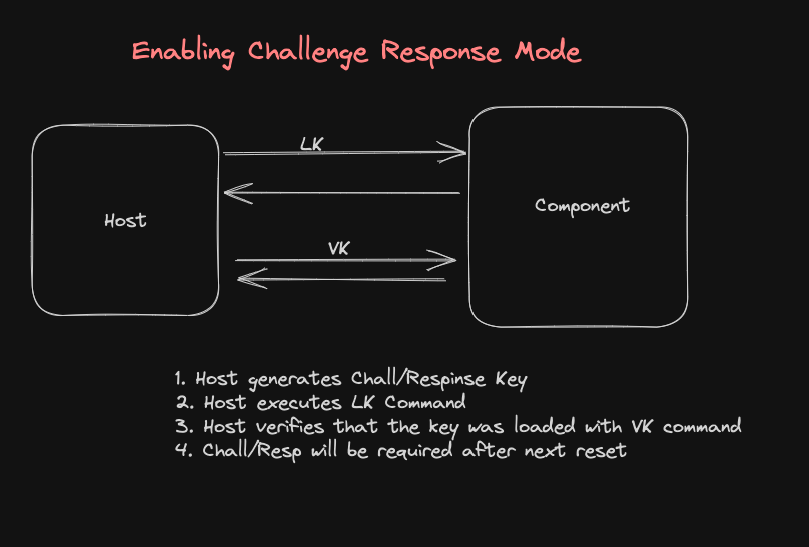 Enabling Challenge Response Mode
LK
Host
Component
VK
1. Host generates Chall/Respinse Key
2. Host executes LK Command
3. Host verifies that the key was loaded with VK command
4. Chall/Resp will be required after next reset